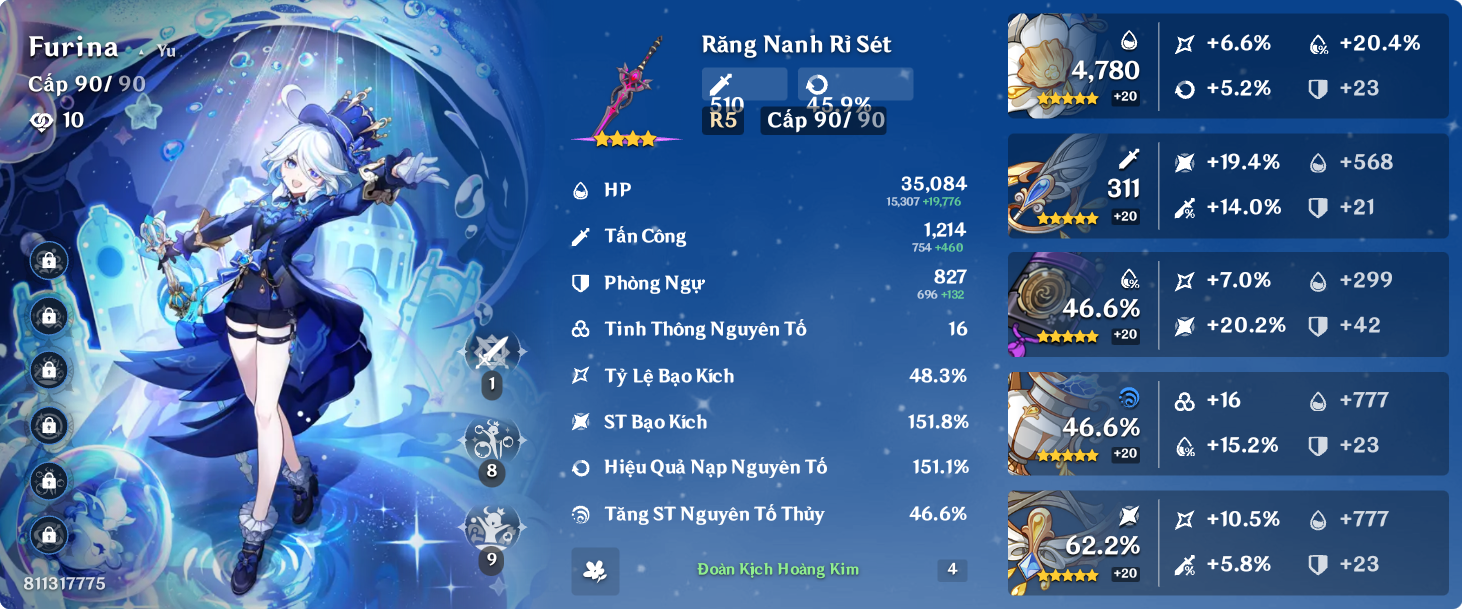 Furina ▲ Yu
Cấp 90/ 90
10
1
8
9
811317775
Răng Nanh Rỉ Sét
510 45.9%
R5 Cấp 90/ 90
HP 35,084
15,307 +19,776
Tấn Công 1,214
754 +460
Phòng Ngự 827
696 +132
Tinh Thông Nguyên Tố 16
Tỷ Lệ Bạo Kích 48.3%
ST Bạo Kích 151.8%
Hiệu Quả Nạp Nguyên Tố 151.1%
Tăng ST Nguyên Tố Thủy 46.6%
Đoàn Kịch Hoàng Kim 4
4,780
+20
+6.6% +20.4%
+5.2% +23
311
+20
+19.4% +568
+14.0% +21
46.6%
+20
+7.0% +299
+20.2% +42
46.6%
+20
+16 +777
+15.2% +23
62.2%
+20
+10.5% +777
+5.8% +23